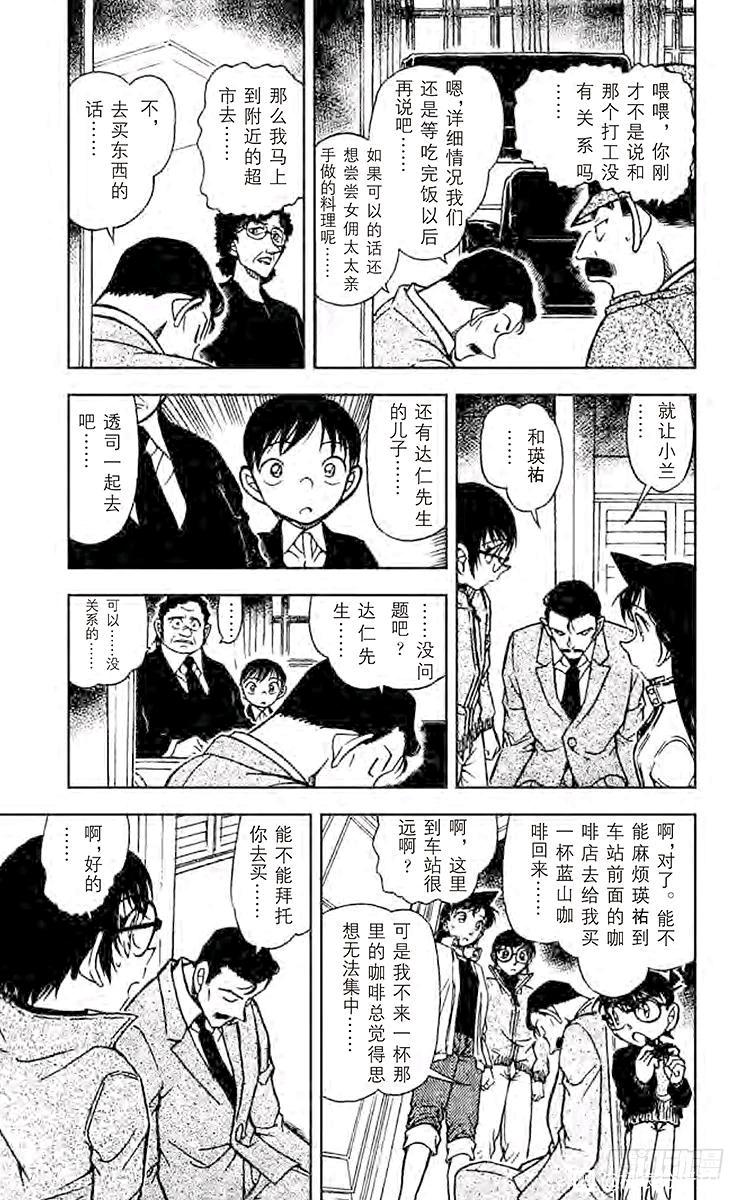 喂喂，你刚
才不是说和
那个打工没
有关系吗
……
嗯，详细情况我们
还是等吃完饭以后
再说吧……
如果可以的话还
想尝尝女佣太太亲
手做的料理呢……
那么我马上
到附近的超
市去……
不，
去买东西的
话……
就让小兰
……
和瑛祐
……
还有达仁先生
的儿子……
透司一起去
吧……
……没问
题吧？
达仁先
生……
…
可以……没
关系的……
啊，对了。能不
能麻烦瑛祐到
车站前面的咖
啡店去给我买
一杯蓝山咖
啡回来……
啊，这里
到车站很
远啊？
可是我不来一杯那
里的咖啡总觉得思
想无法集中……
能不能拜托
你去买……
啊，好的
……